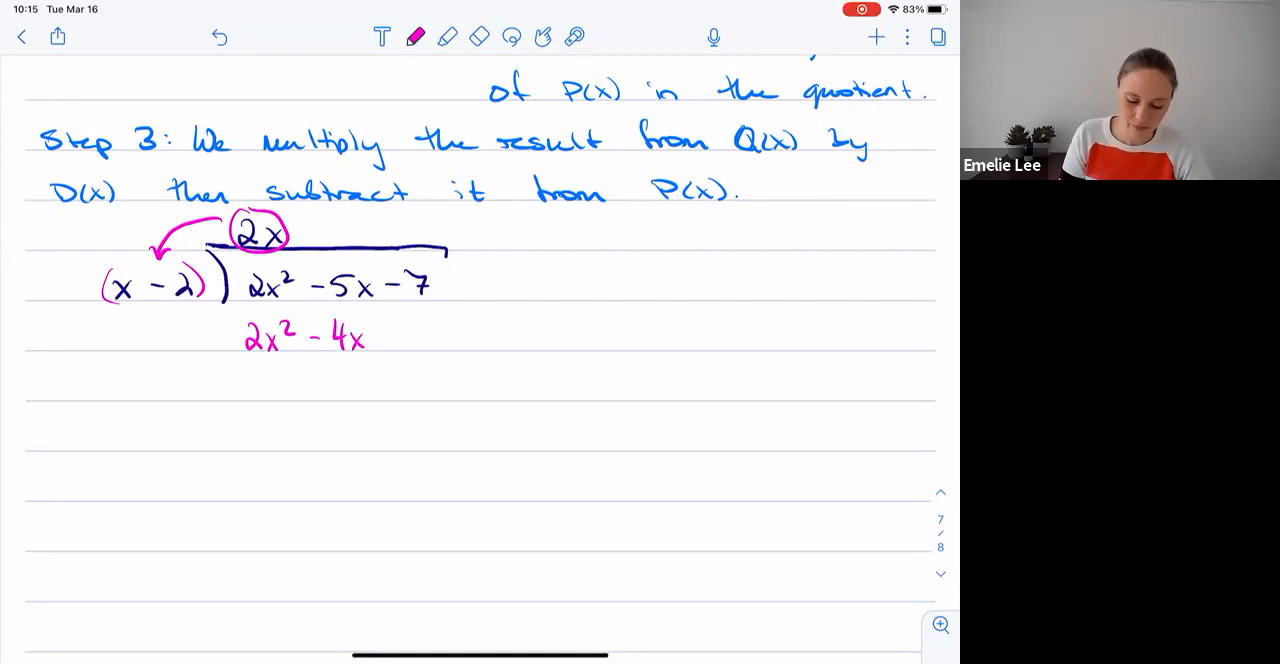 10:15 Tue Mar 16
83%
of P(x) in the quotient.
Step 3: We multiply the result from Q(x) by
D(x) then subtract it from P(x).
2x
(x - 2) ) 2x² - 5x - 7
2x² - 4x
Emelie Lee
7
/
8